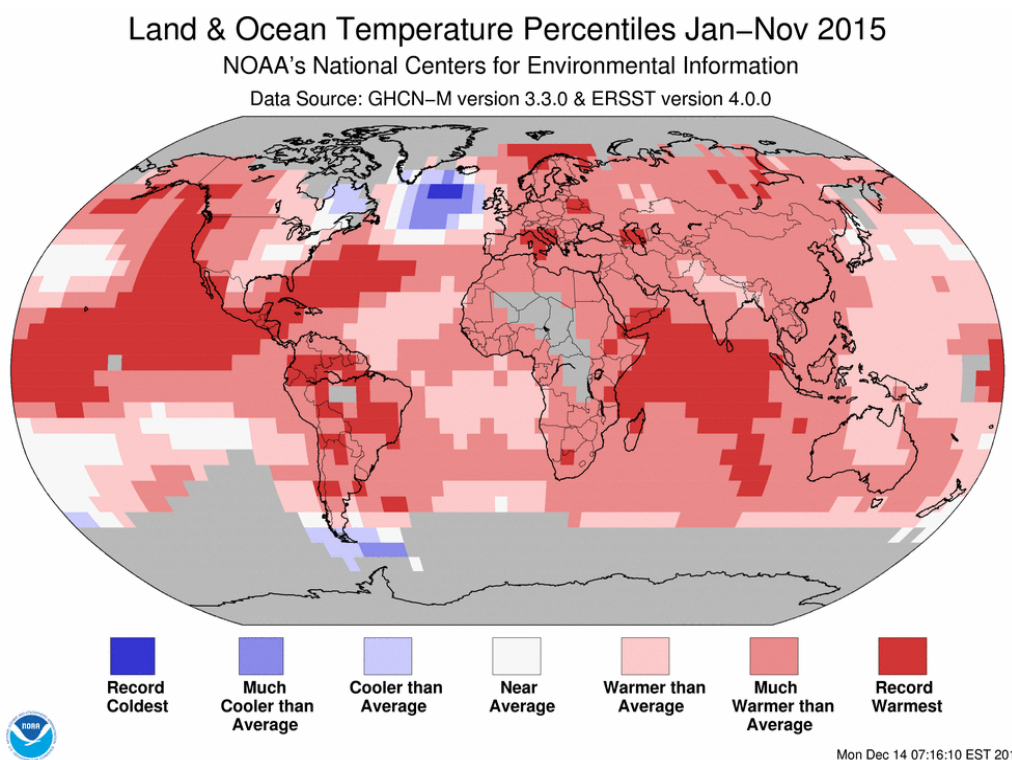 Land & Ocean Temperature Percentiles Jan–Nov 2015
NOAA's National Centers for Environmental Information
Data Source: GHCN–M version 3.3.0 & ERSST version 4.0.0
Record
Coldest
Much
Cooler than
Average
Cooler than
Average
Near
Average
Warmer than
Average
Much
Warmer than
Average
Record
Warmest
NOAA
Mon Dec 14 07:16:10 EST 201